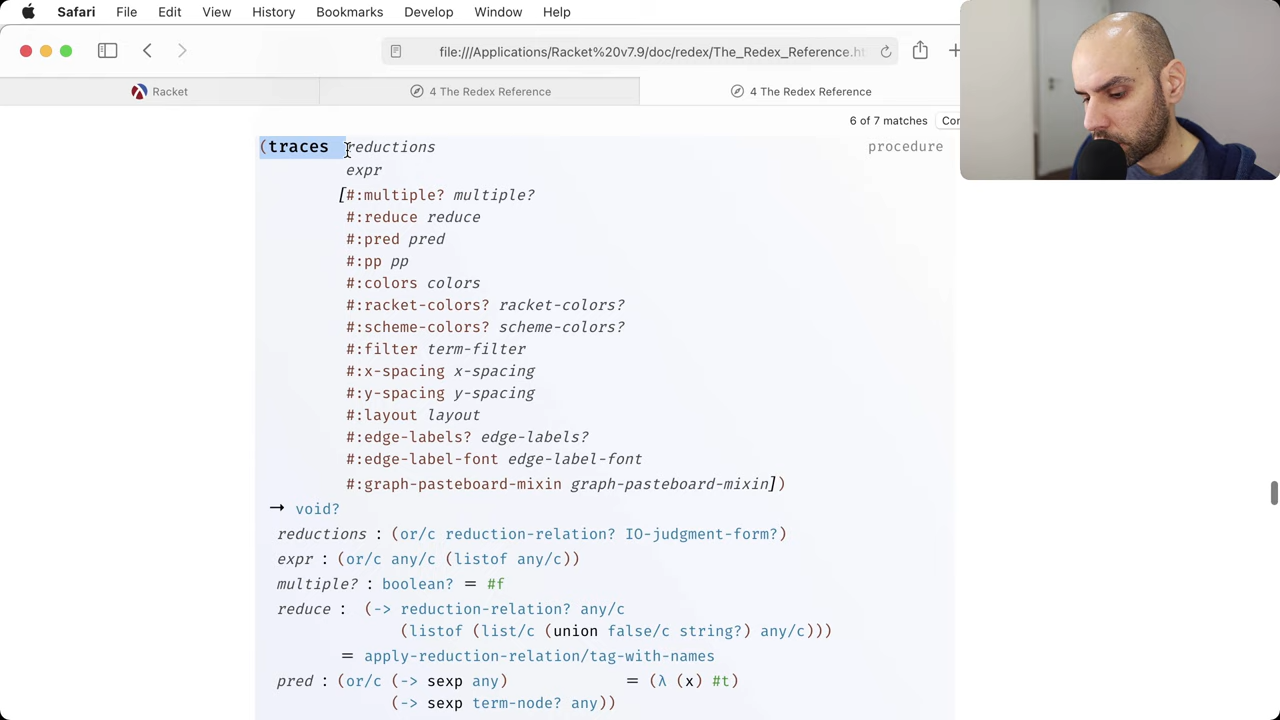 Safari File Edit View History Bookmarks Develop Window Help
file:///Applications/Racket%20v7.9/doc/redex/The_Redex_Reference.h
Racket
4 The Redex Reference
4 The Redex Reference
6 of 7 matches
(traces reductions procedure
expr
[#:multiple? multiple?
#:reduce reduce
#:pred pred
#:pp pp
#:colors colors
#:racket-colors? racket-colors?
#:scheme-colors? scheme-colors?
#:filter term-filter
#:x-spacing x-spacing
#:y-spacing y-spacing
#:layout layout
#:edge-labels? edge-labels?
#:edge-label-font edge-label-font
#:graph-pasteboard-mixin graph-pasteboard-mixin])
→ void?
reductions : (or/c reduction-relation? IO-judgment-form?)
expr : (or/c any/c (listof any/c))
multiple? : boolean? = #f
reduce : (-> reduction-relation? any/c
(listof (list/c (union false/c string?) any/c)))
= apply-reduction-relation/tag-with-names
pred : (or/c (-> sexp any) = (λ (x) #t)
(-> sexp term-node? any))